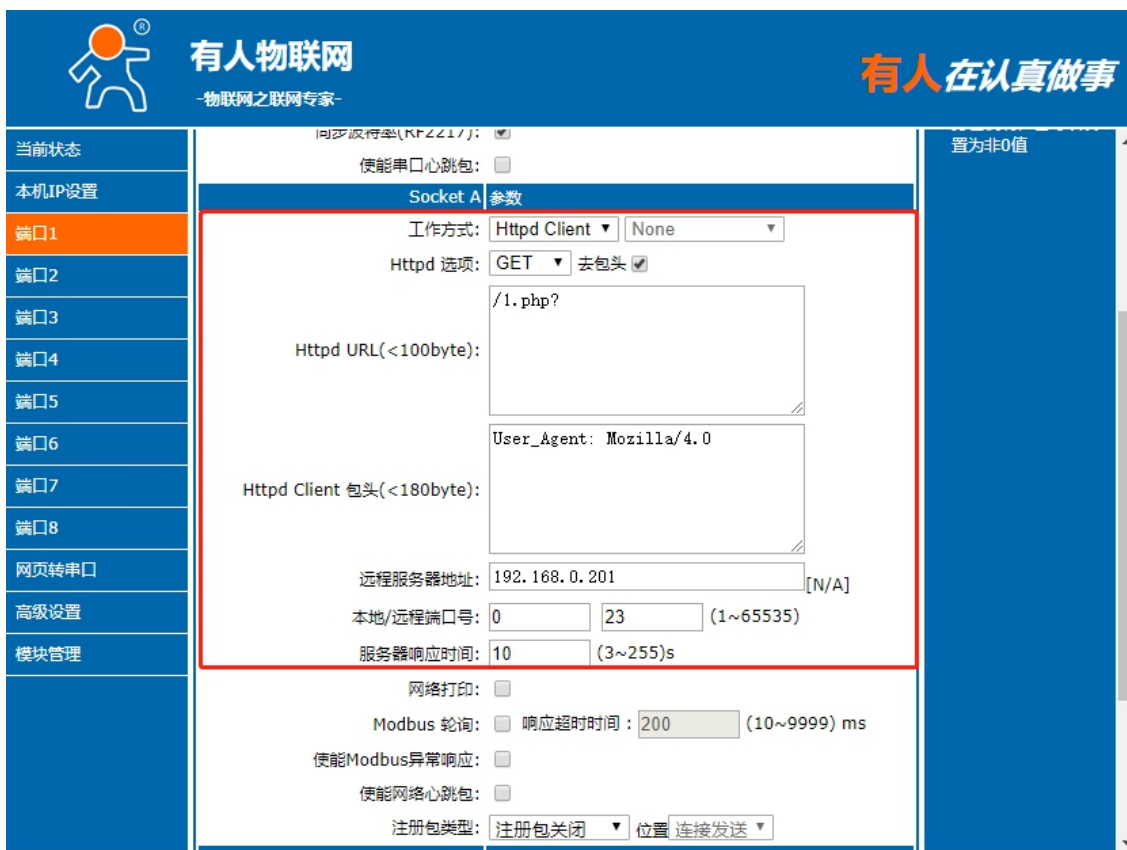 ®
有人物联网
-物联网之联网专家-
有人在认真做事
当前状态
本机IP设置
端口1
端口2
端口3
端口4
端口5
端口6
端口7
端口8
网页转串口
高级设置
模块管理
同步波特率(RF2217):
使能串口心跳包:
Socket A 参数
工作方式: Httpd Client None
Httpd 选项: GET 去包头
Httpd URL(<100byte): /1.php?
Httpd Client 包头(<180byte): User_Agent: Mozilla/4.0
远程服务器地址: 192.168.0.201 [N/A]
本地/远程端口号: 0 23 (1~65535)
服务器响应时间: 10 (3~255)s
网络打印:
Modbus 轮询: 响应超时时间 : 200 (10~9999) ms
使能Modbus异常响应:
使能网络心跳包:
注册包类型: 注册包关闭 位置 连接发送
置为非0值